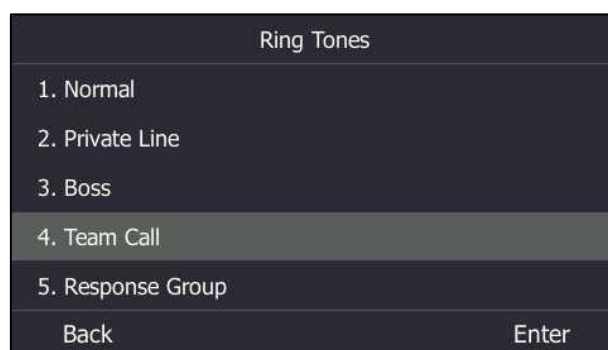 Ring Tones
1. Normal
2. Private Line
3. Boss
4. Team Call
5. Response Group
Back Enter